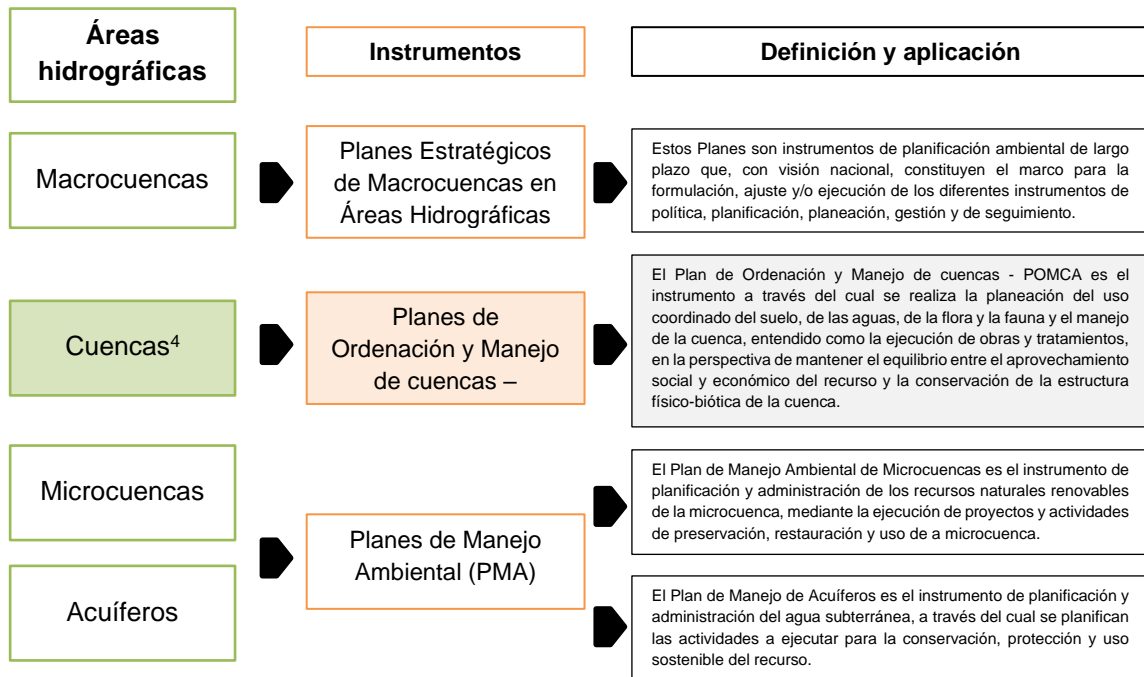 Áreas
hidrográficas
Instrumentos
Definición y aplicación
Macrocuencas
Planes Estratégicos
de Macrocuencas en
Áreas Hidrográficas
Estos Planes son instrumentos de planificación ambiental de largo
plazo que, con visión nacional, constituyen el marco para la
formulación, ajuste y/o ejecución de los diferentes instrumentos de
política, planificación, planeación, gestión y de seguimiento.
Cuencas⁴
Planes de
Ordenación y Manejo
de cuencas –
El Plan de Ordenación y Manejo de cuencas - POMCA es el
instrumento a través del cual se realiza la planeación del uso
coordinado del suelo, de las aguas, de la flora y la fauna y el manejo
de la cuenca, entendido como la ejecución de obras y tratamientos,
en la perspectiva de mantener el equilibrio entre el aprovechamiento
social y económico del recurso y la conservación de la estructura
físico-biótica de la cuenca.
Microcuencas
Acuíferos
Planes de Manejo
Ambiental (PMA)
El Plan de Manejo Ambiental de Microcuencas es el instrumento de
planificación y administración de los recursos naturales renovables
de la microcuenca, mediante la ejecución de proyectos y actividades
de preservación, restauración y uso de a microcuenca.
El Plan de Manejo de Acuíferos es el instrumento de planificación y
administración del agua subterránea, a través del cual se planifican
las actividades a ejecutar para la conservación, protección y uso
sostenible del recurso.